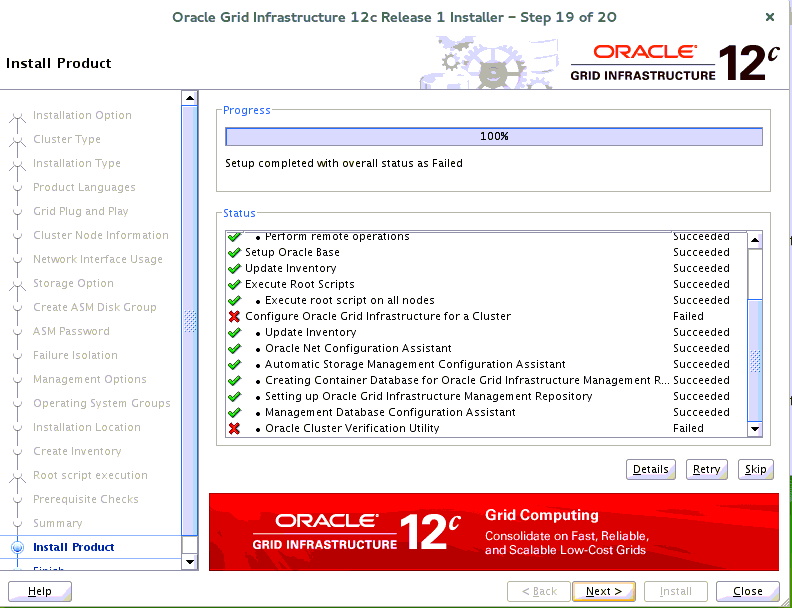 Oracle Grid Infrastructure 12c Release 1 Installer – Step 19 of 20
Install Product
ORACLE
GRID INFRASTRUCTURE
12c
Installation Option
Cluster Type
Installation Type
Product Languages
Grid Plug and Play
Cluster Node Information
Network Interface Usage
Storage Option
Create ASM Disk Group
ASM Password
Failure Isolation
Management Options
Operating System Groups
Installation Location
Create Inventory
Root script execution
Prerequisite Checks
Summary
Install Product
Finish
Progress
100%
Setup completed with overall status as Failed
Status
• Perform remote operations Succeeded
Setup Oracle Base Succeeded
Update Inventory Succeeded
Execute Root Scripts Succeeded
• Execute root script on all nodes Succeeded
Configure Oracle Grid Infrastructure for a Cluster Failed
• Update Inventory Succeeded
• Oracle Net Configuration Assistant Succeeded
• Automatic Storage Management Configuration Assistant Succeeded
• Creating Container Database for Oracle Grid Infrastructure Management R... Succeeded
• Setting up Oracle Grid Infrastructure Management Repository Succeeded
• Management Database Configuration Assistant Succeeded
• Oracle Cluster Verification Utility Failed
Details Retry Skip
ORACLE
GRID INFRASTRUCTURE
12c
Grid Computing
Consolidate on Fast, Reliable,
and Scalable Low-Cost Grids
Help < Back Next > Install Close